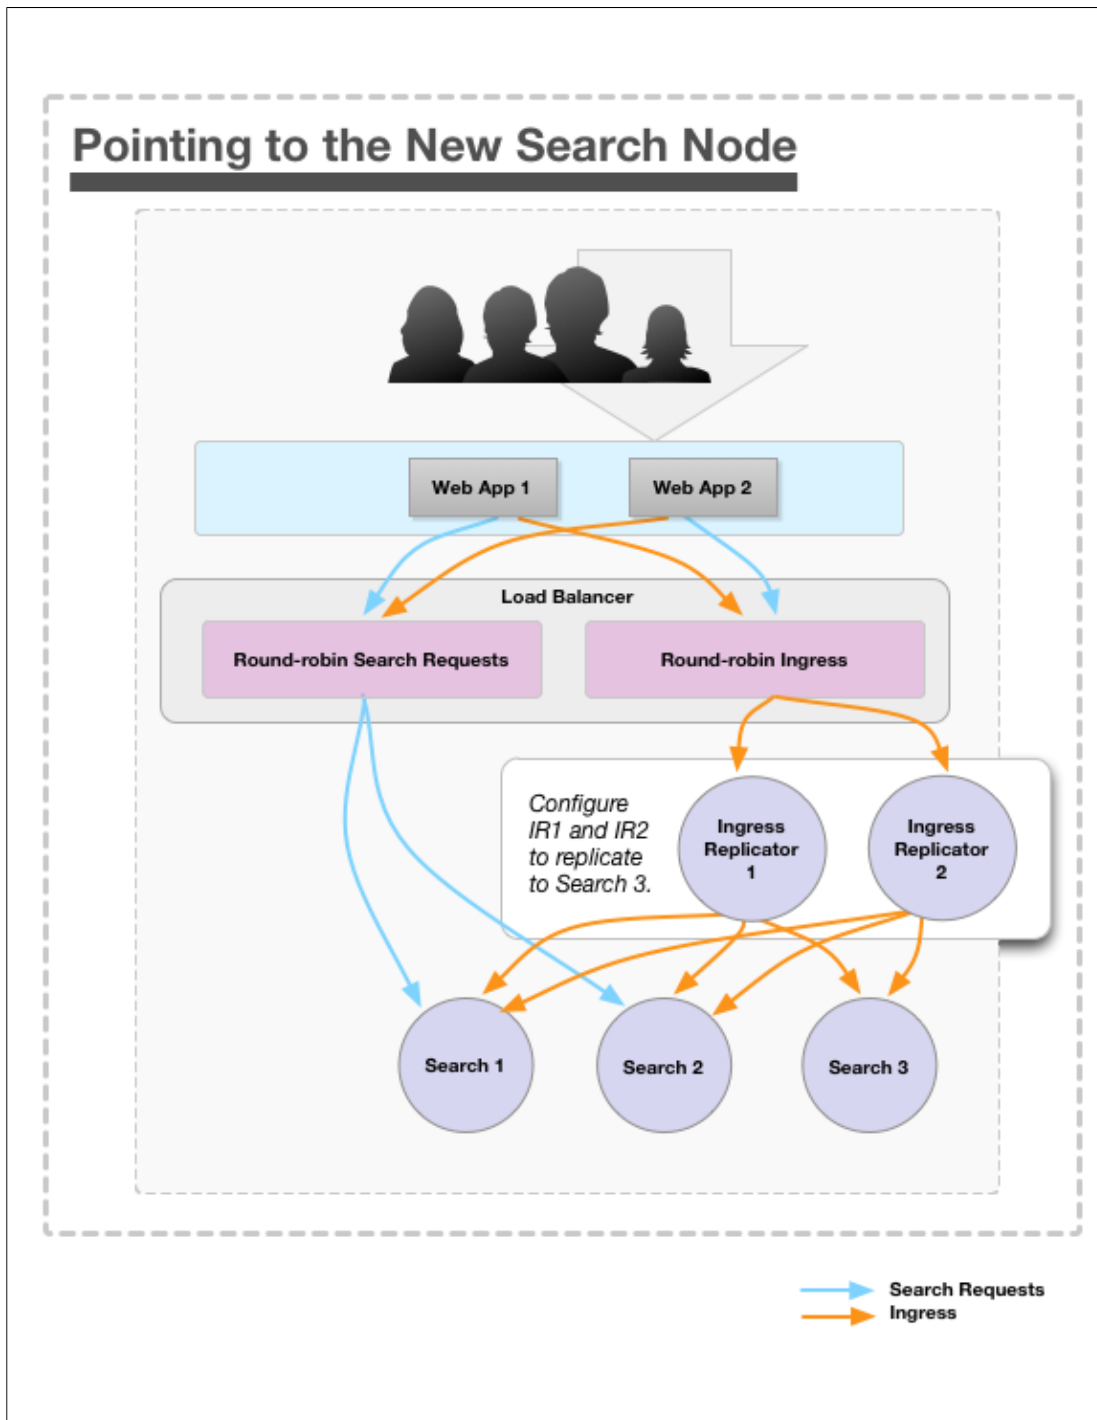 Pointing to the New Search Node
Web App 1
Web App 2
Load Balancer
Round-robin Search Requests
Round-robin Ingress
Configure
IR1 and IR2
to replicate
to Search 3.
Ingress
Replicator
1
Ingress
Replicator
2
Search 1
Search 2
Search 3
Search Requests
Ingress